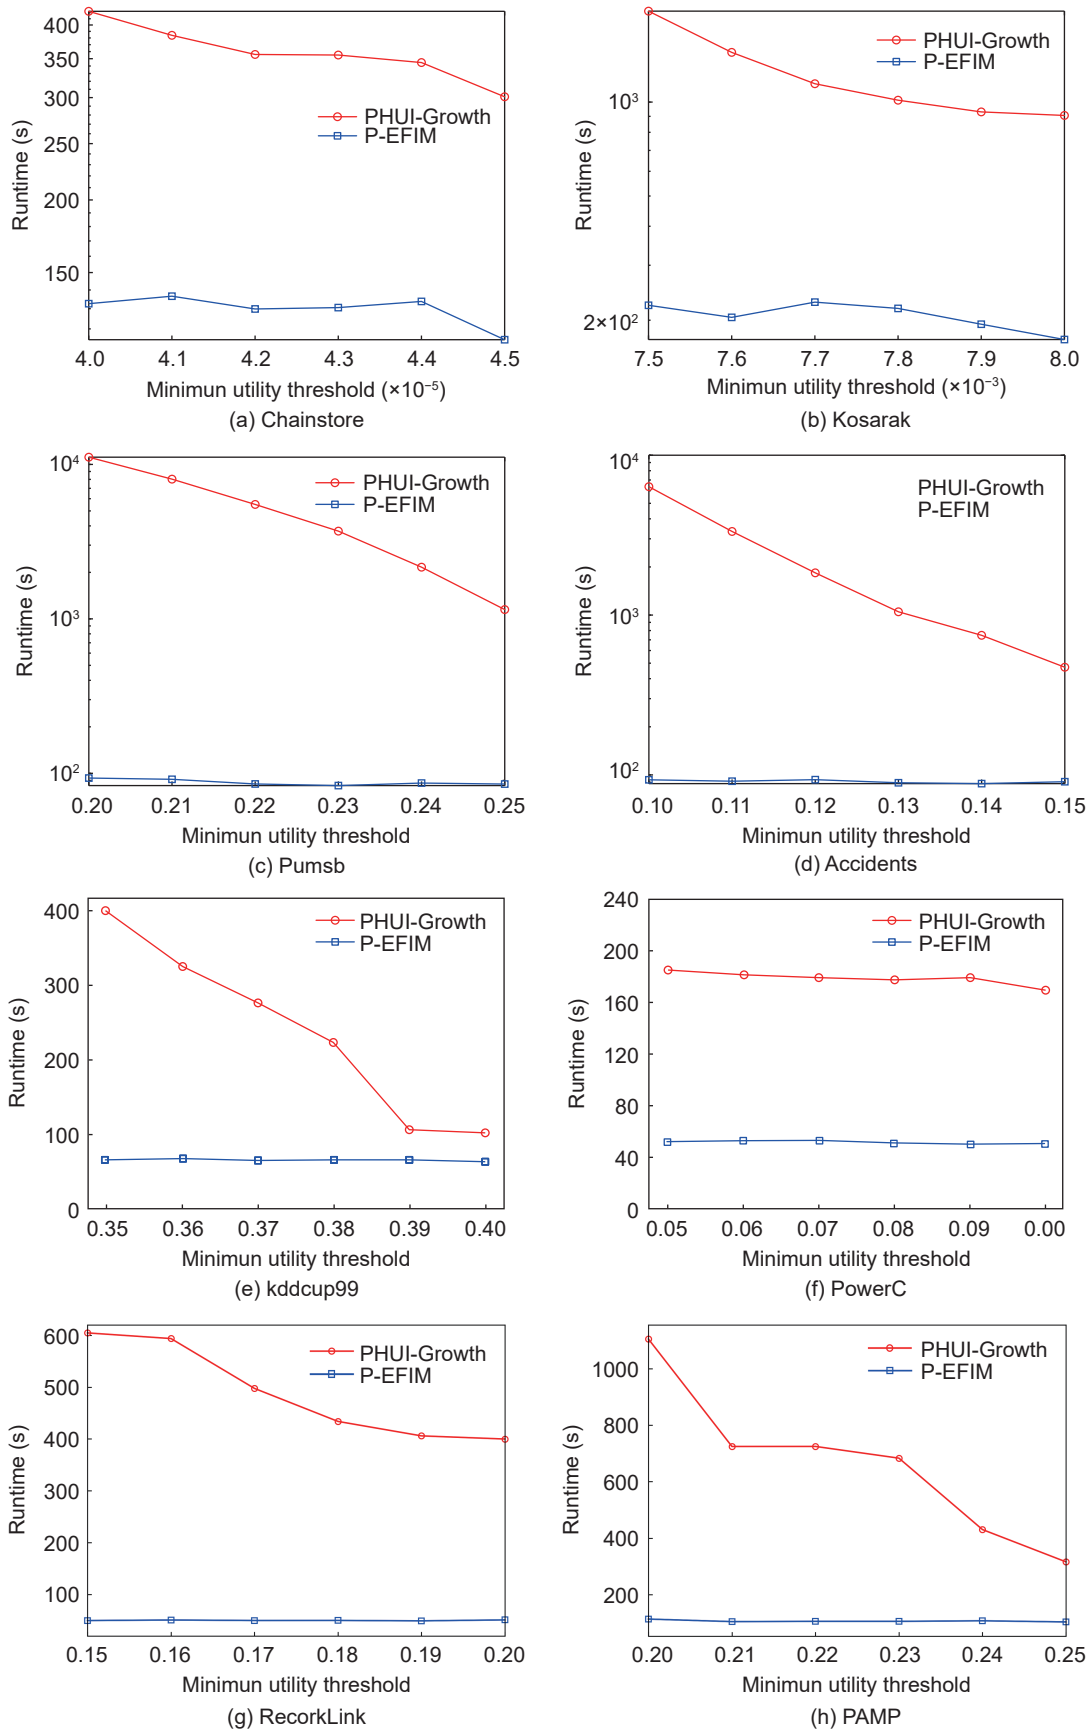 400
350
300
250
200
150
Runtime (s)
PHUI-Growth
P-EFIM
4.0 4.1 4.2 4.3 4.4 4.5
Minimun utility threshold (×10⁻⁵)
(a) Chainstore
10³
2×10²
Runtime (s)
PHUI-Growth
P-EFIM
7.5 7.6 7.7 7.8 7.9 8.0
Minimun utility threshold (×10⁻³)
(b) Kosarak
10⁴
10³
10²
Runtime (s)
PHUI-Growth
P-EFIM
0.20 0.21 0.22 0.23 0.24 0.25
Minimun utility threshold
(c) Pumsb
10⁴
10³
10²
Runtime (s)
PHUI-Growth
P-EFIM
0.10 0.11 0.12 0.13 0.14 0.15
Minimun utility threshold
(d) Accidents
400
300
200
100
0
Runtime (s)
PHUI-Growth
P-EFIM
0.35 0.36 0.37 0.38 0.39 0.40
Minimun utility threshold
(e) kddcup99
240
200
160
120
80
40
0
Runtime (s)
PHUI-Growth
P-EFIM
0.05 0.06 0.07 0.08 0.09 0.00
Minimun utility threshold
(f) PowerC
600
500
400
300
200
100
Runtime (s)
PHUI-Growth
P-EFIM
0.15 0.16 0.17 0.18 0.19 0.20
Minimun utility threshold
(g) RecorkLink
1000
800
600
400
200
Runtime (s)
PHUI-Growth
P-EFIM
0.20 0.21 0.22 0.23 0.24 0.25
Minimun utility threshold
(h) PAMP